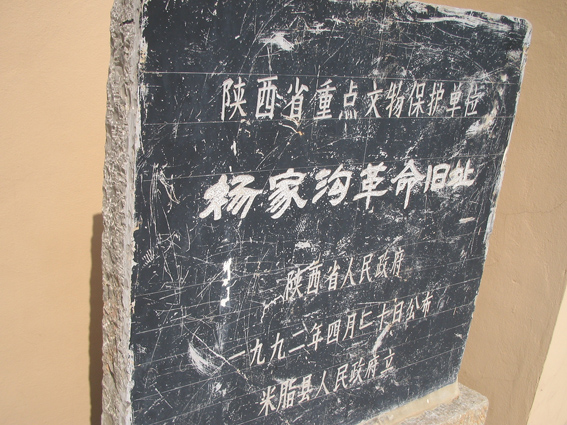 陕西省重点文物保护单位
杨家沟革命旧址
陕西省人民政府
一九九二年四月二十日公布
米脂县人民政府立